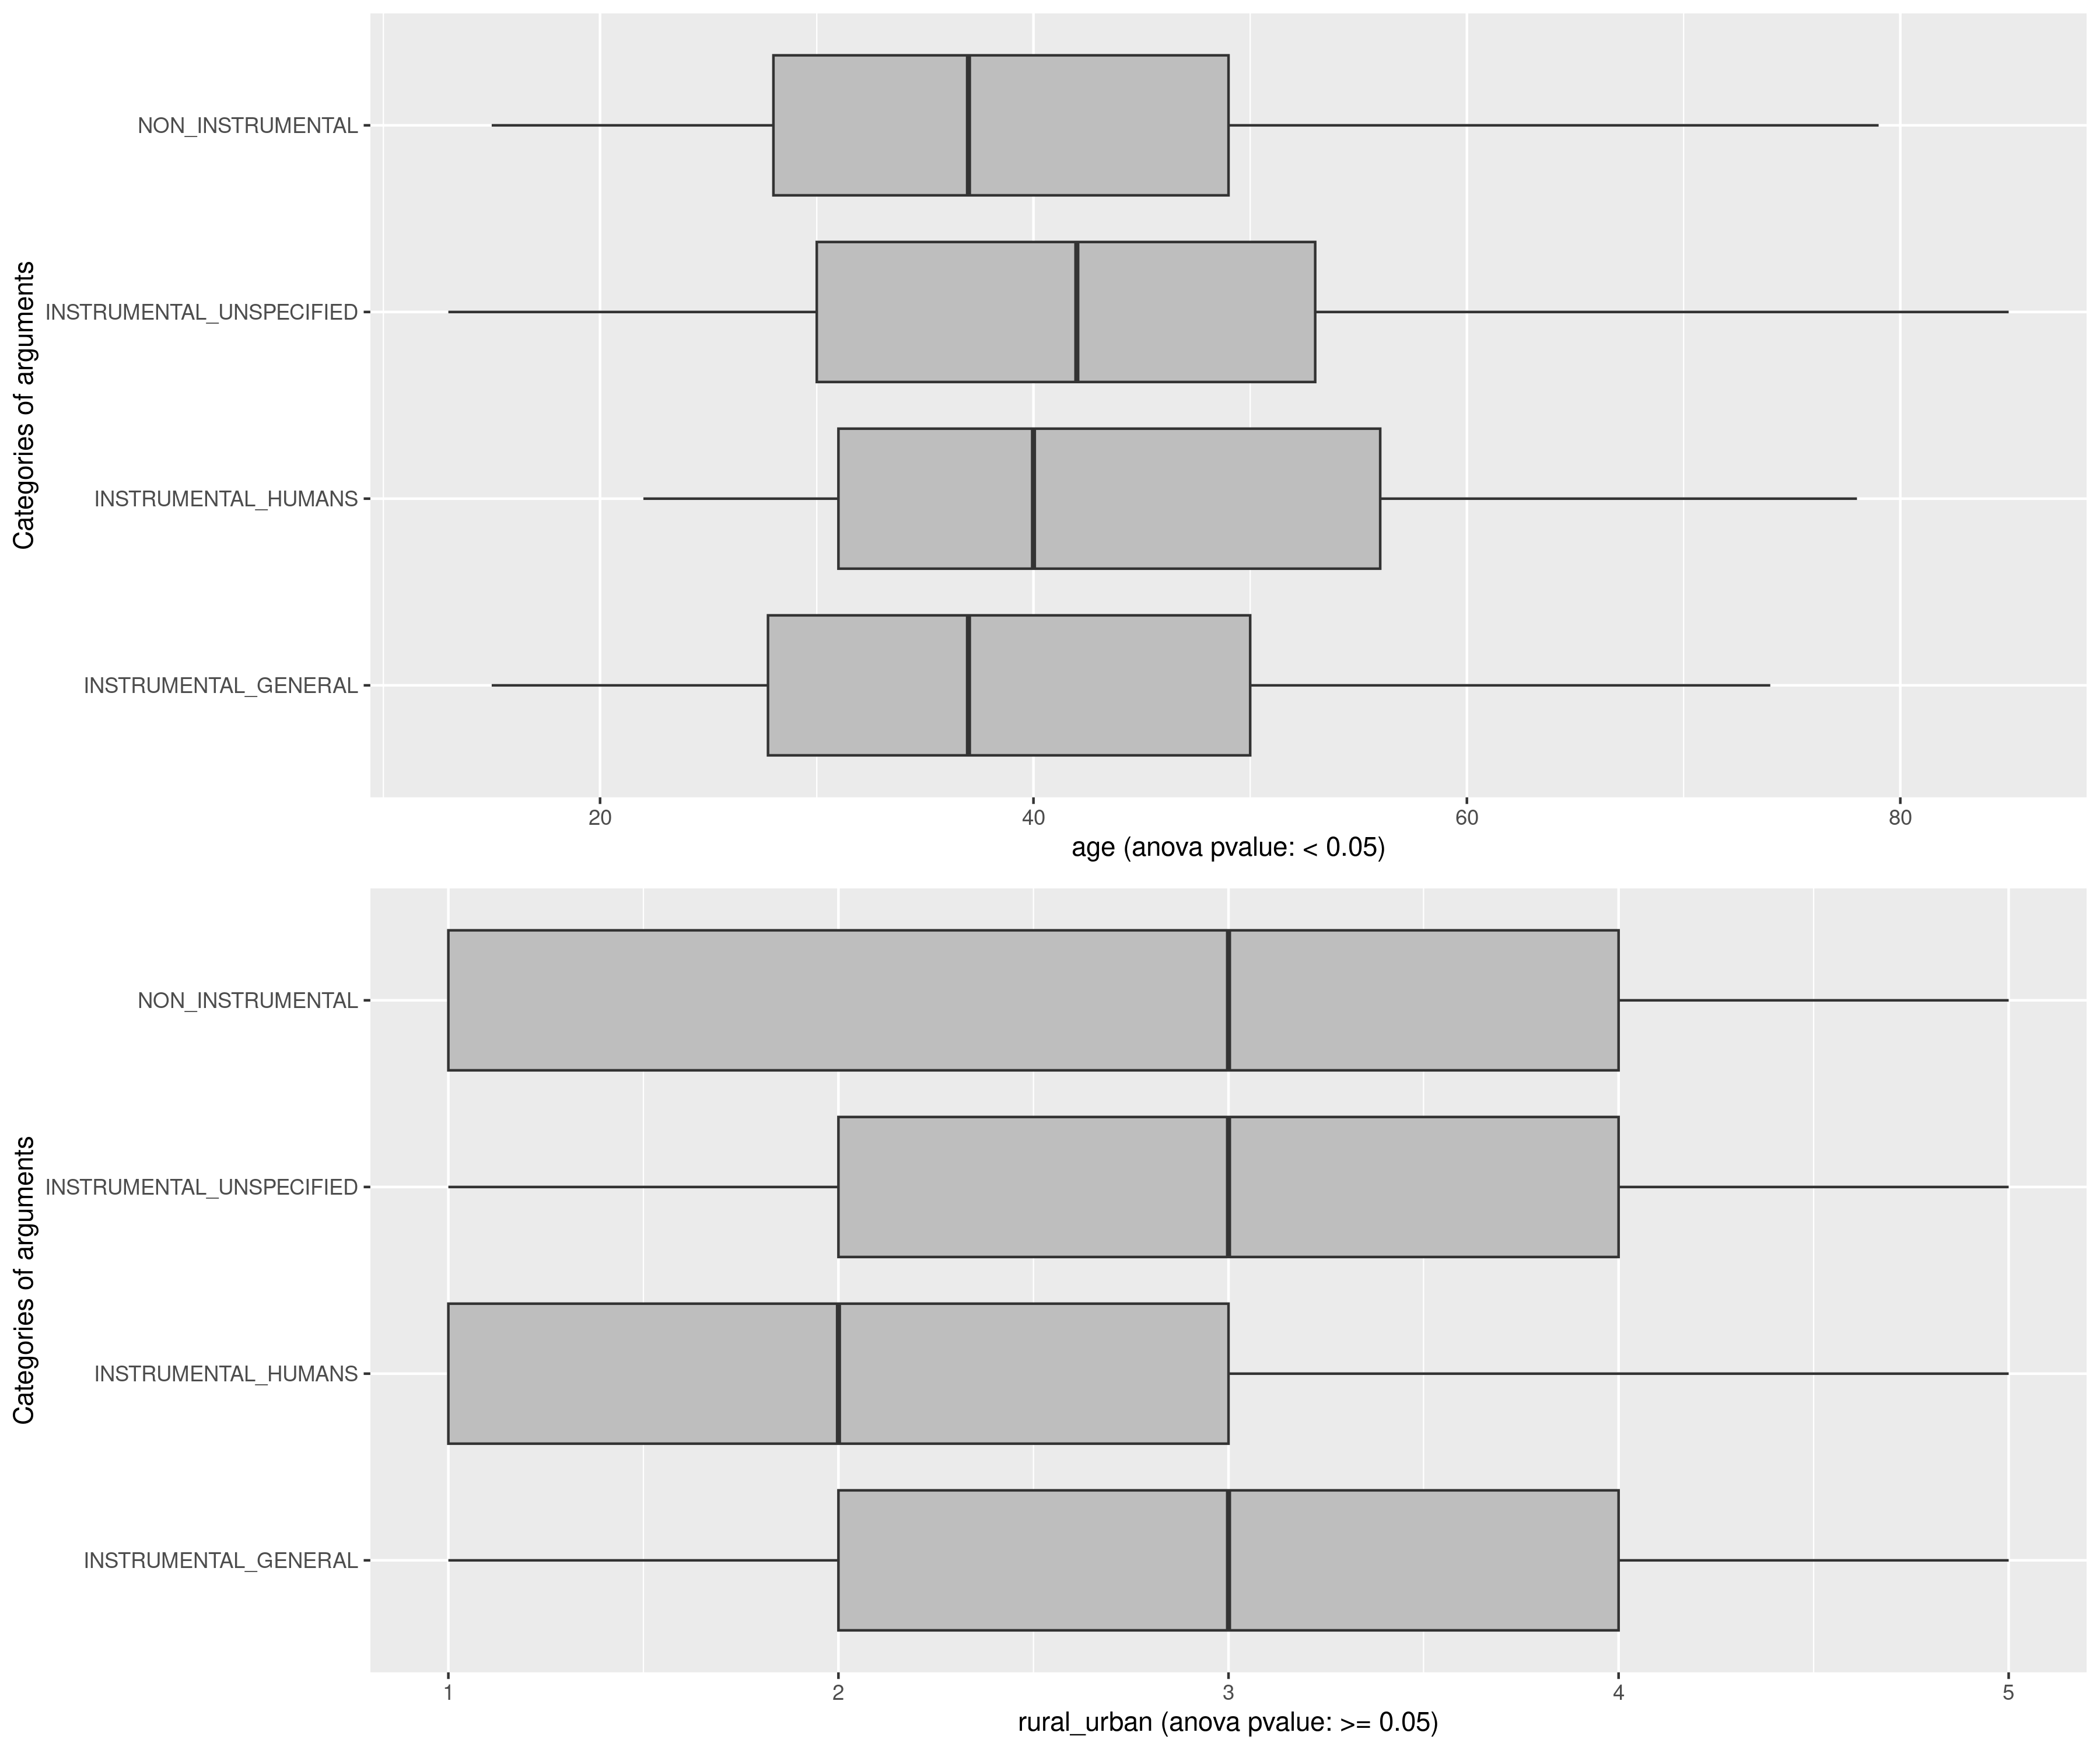 Categories of arguments
NON_INSTRUMENTAL
INSTRUMENTAL_UNSPECIFIED
INSTRUMENTAL_HUMANS
INSTRUMENTAL_GENERAL
20 40 60 80
age (anova pvalue: < 0.05)
Categories of arguments
NON_INSTRUMENTAL
INSTRUMENTAL_UNSPECIFIED
INSTRUMENTAL_HUMANS
INSTRUMENTAL_GENERAL
1 2 3 4 5
rural_urban (anova pvalue: >= 0.05)